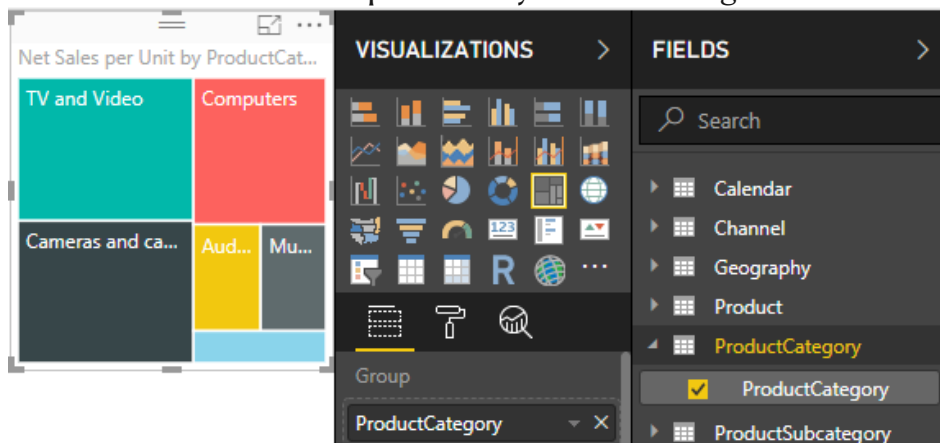 Net Sales per Unit by ProductCat...
TV and Video
Computers
Cameras and ca...
Aud...
Mu...
VISUALIZATIONS
123
R
Group
ProductCategory
FIELDS
Search
Calendar
Channel
Geography
Product
ProductCategory
ProductCategory
ProductSubcategory